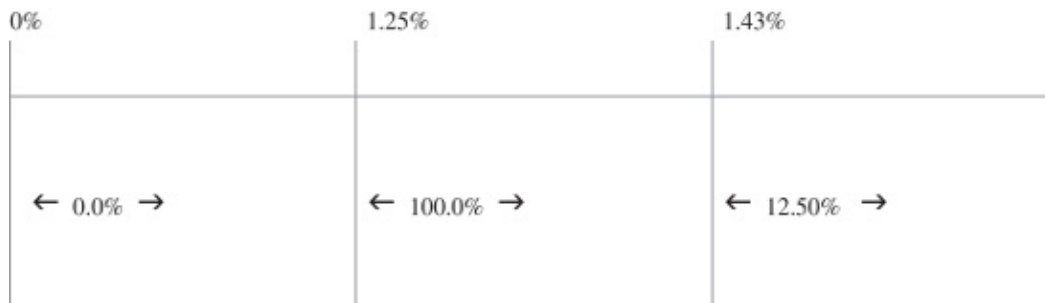 0% 1.25% 1.43%
← 0.0% → ← 100.0% → ← 12.50% →